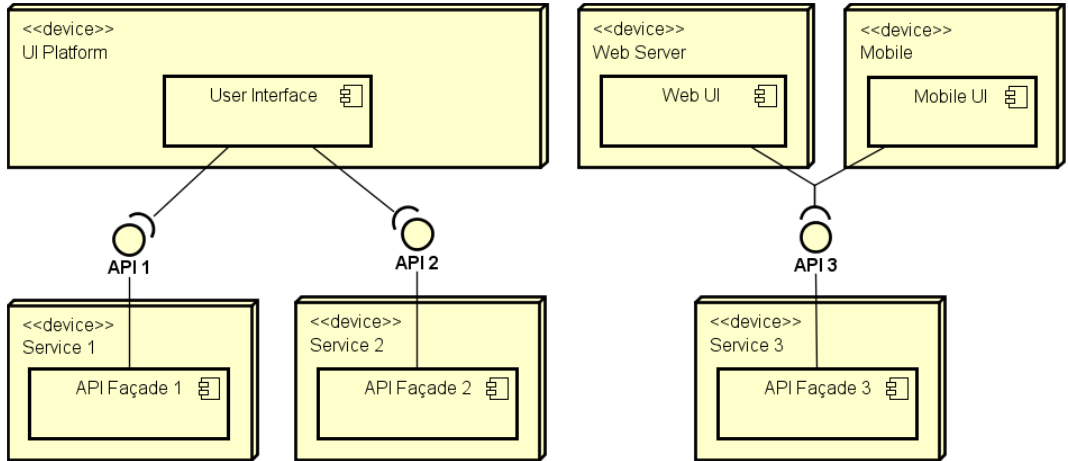 <<device>>
UI Platform
User Interface
<<device>>
Web Server
Web UI
<<device>>
Mobile
Mobile UI
API 1
API 2
API 3
<<device>>
Service 1
API Façade 1
<<device>>
Service 2
API Façade 2
<<device>>
Service 3
API Façade 3